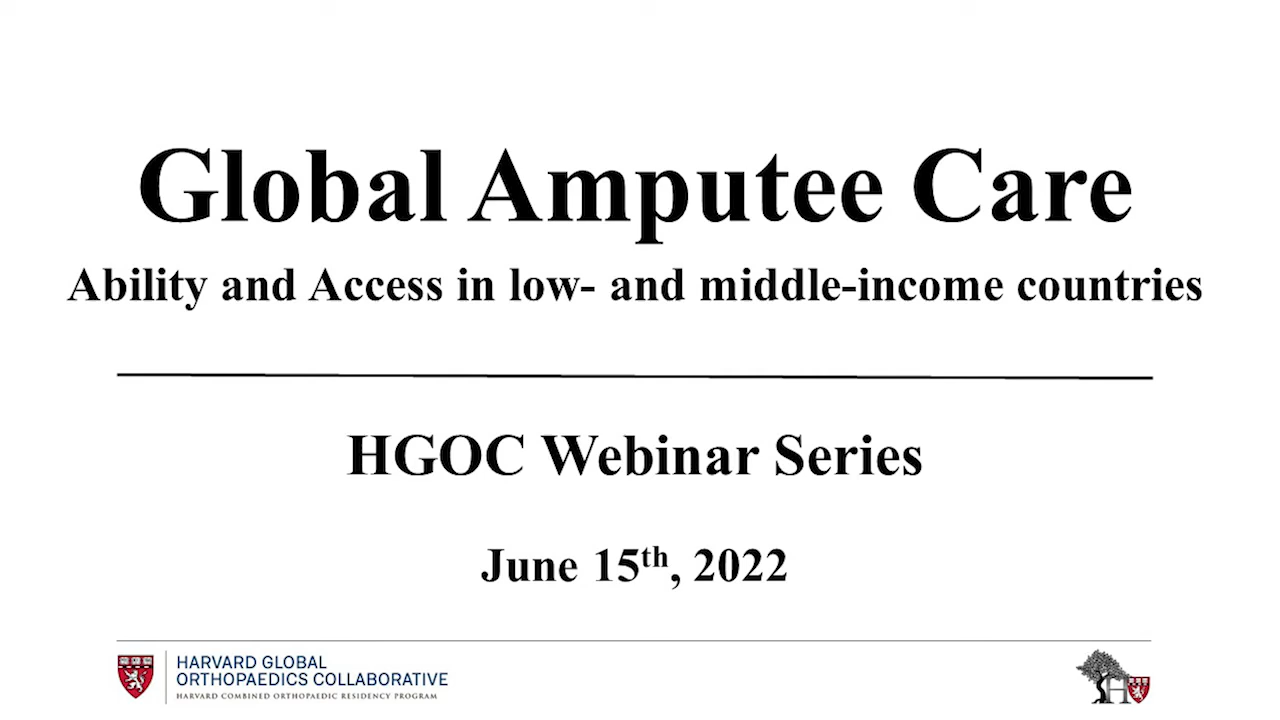 Global Amputee Care
Ability and Access in low- and middle-income countries
HGOC Webinar Series
June 15th, 2022
HARVARD GLOBAL
ORTHOPAEDICS COLLABORATIVE
HARVARD COMBINED ORTHOPAEDIC RESIDENCY PROGRAM
H